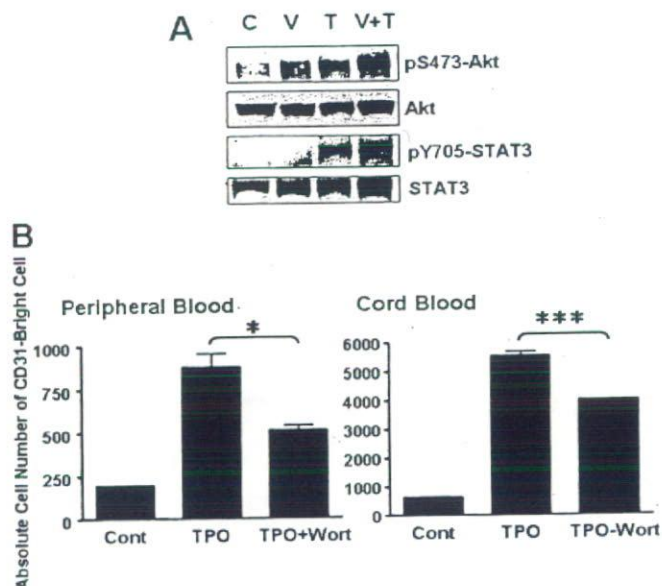 A
C V T V+T
pS473-Akt
Akt
pY705-STAT3
STAT3
B
Absolute Cell Number of CD31-Bright Cell
Peripheral Blood
*
1000
750
500
250
0
Cont TPO TPO+Wort
Cord Blood
***
6000
5000
4000
3000
2000
1000
0
Cont TPO TPO-Wort